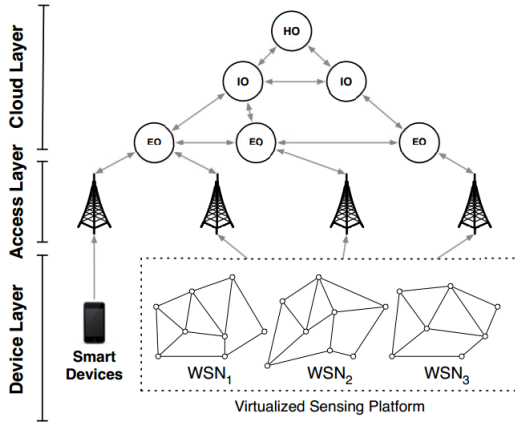 Cloud Layer
HO
IO
IO
EO
EO
EO
Access Layer
Device Layer
Smart
Devices
WSN1
WSN2
WSN3
Virtualized Sensing Platform